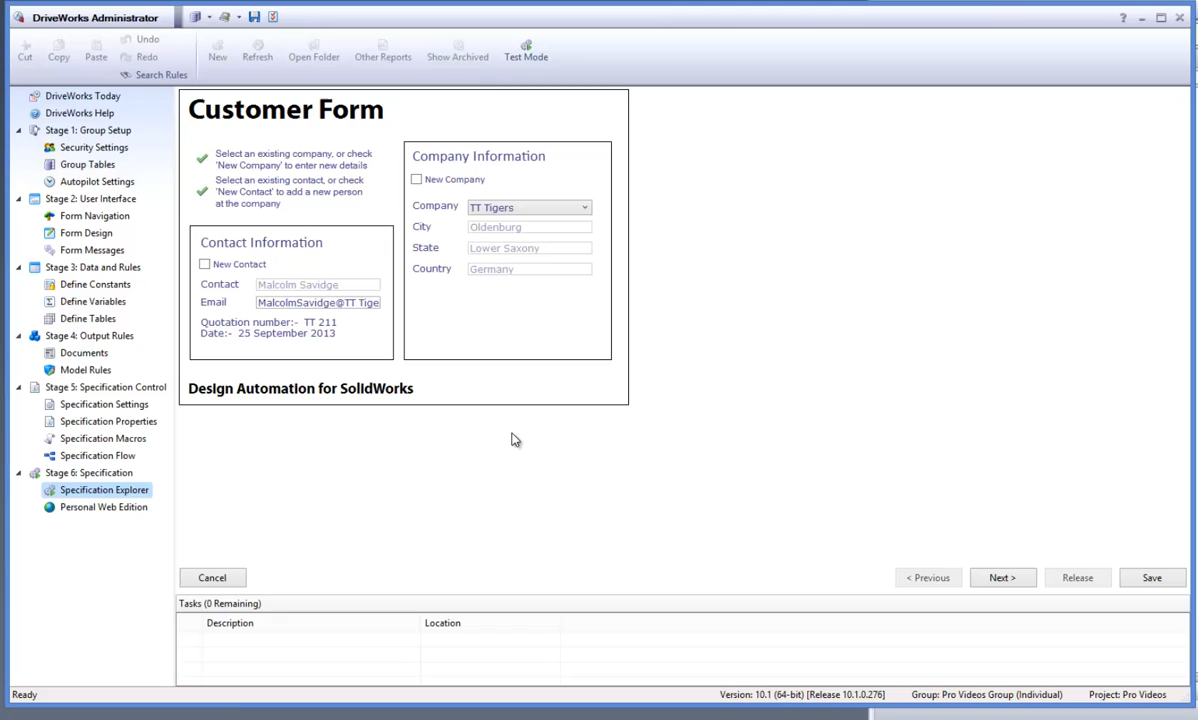 DriveWorks Administrator
Cut
Copy
Paste
Undo
Redo
Search Rules
New
Refresh
Open Folder
Other Reports
Show Archived
Test Mode
DriveWorks Today
DriveWorks Help
Stage 1: Group Setup
Security Settings
Group Tables
Autopilot Settings
Stage 2: User Interface
Form Navigation
Form Design
Form Messages
Stage 3: Data and Rules
Define Constants
Define Variables
Define Tables
Stage 4: Output Rules
Documents
Model Rules
Stage 5: Specification Control
Specification Settings
Specification Properties
Specification Macros
Specification Flow
Stage 6: Specification
Specification Explorer
Personal Web Edition
Customer Form
Select an existing company, or check
'New Company' to enter new details
Select an existing contact, or check
'New Contact' to add a new person
at the company
Contact Information
New Contact
Contact Malcolm Savidge
Email MalcolmSavidge@TT Tige
Quotation number:- TT 211
Date:- 25 September 2013
Company Information
New Company
Company TT Tigers
City Oldenburg
State Lower Saxony
Country Germany
Design Automation for SolidWorks
Cancel
< Previous
Next >
Release
Save
Tasks (0 Remaining)
Description Location
Ready
Version: 10.1 (64-bit) [Release 10.1.0.276]
Group: Pro Videos Group (Individual)
Project: Pro Videos